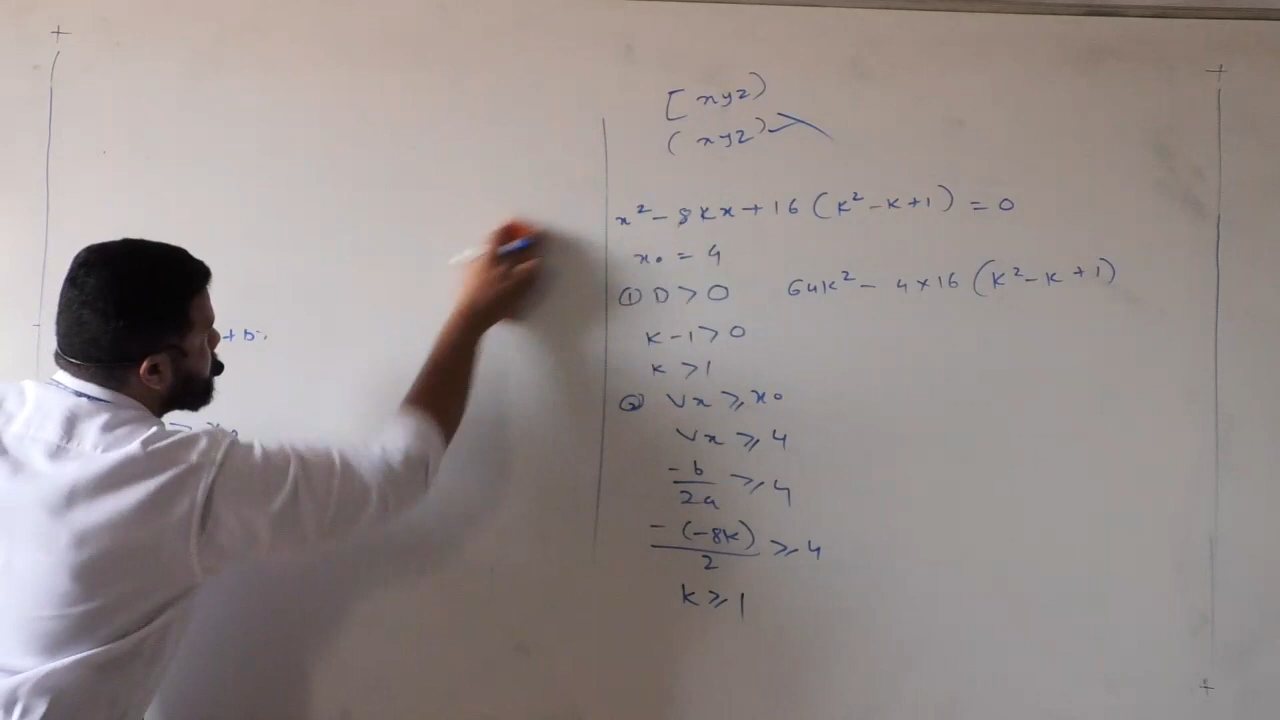 + b
[ xyz )
( xyz )
x² - 8kx + 16 ( k² - k + 1 ) = 0
x₀ = 4
① D > 0 64k² - 4 × 16 ( k² - k + 1 )
k - 1 > 0
k > 1
② Vx ⩾ x₀
Vx ⩾ 4
-b/2a ⩾ 4
-(-8k)/2 ⩾ 4
k ⩾ 1